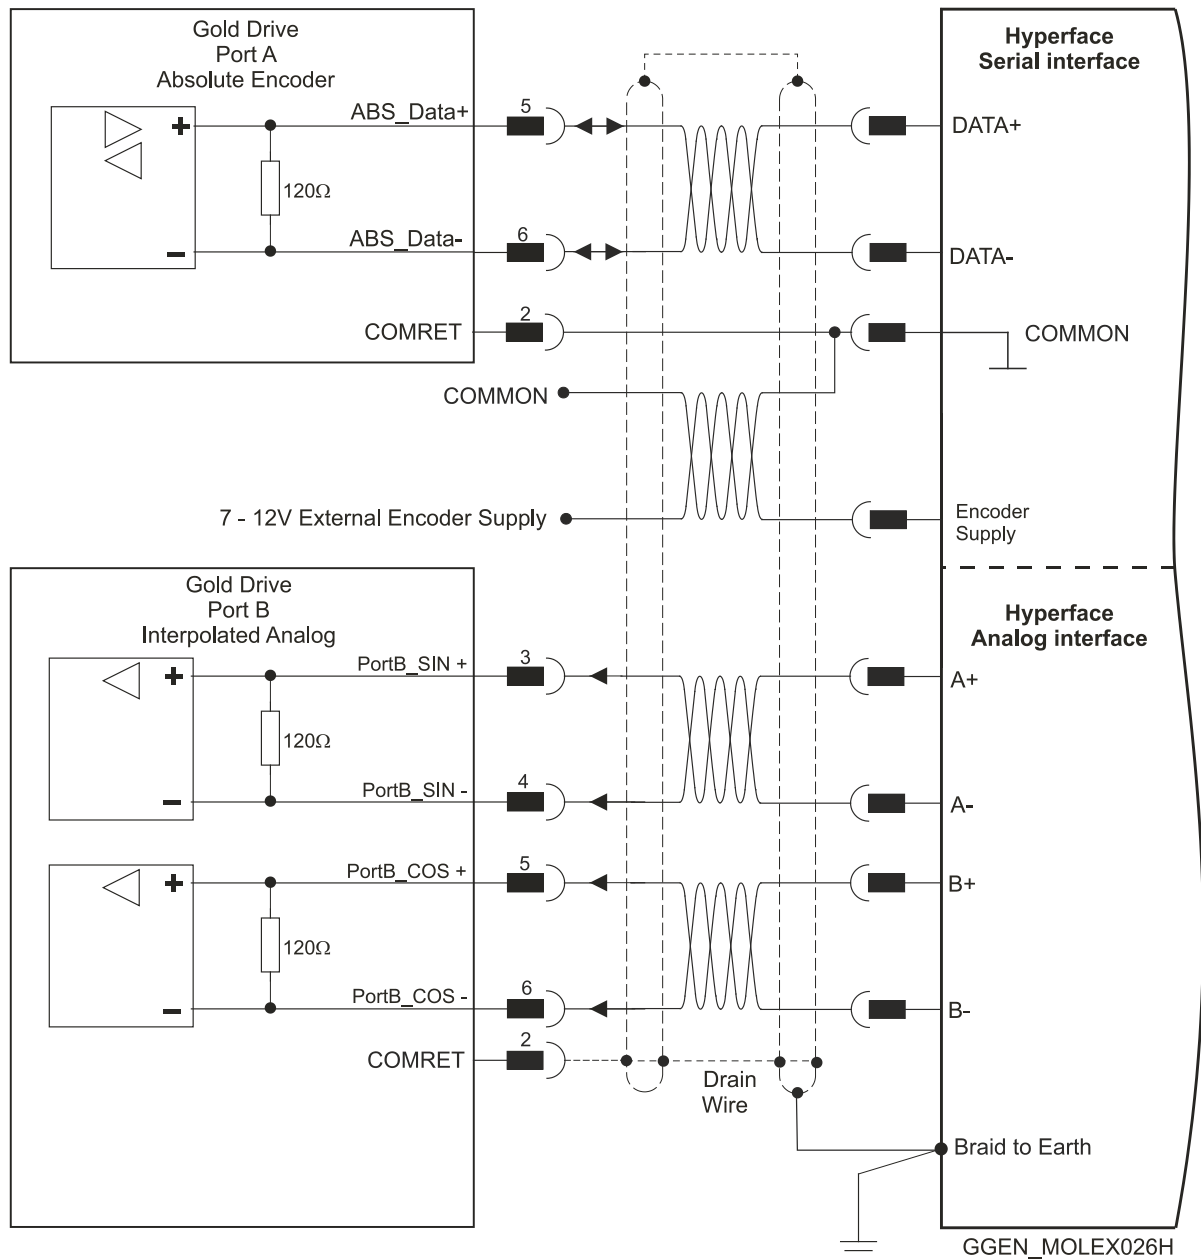 Gold Drive
Port A
Absolute Encoder
Hyperface
Serial interface
+
ABS_Data+
5
DATA+
120Ω
-
ABS_Data-
6
DATA-
COMRET
2
COMMON
COMMON
7 - 12V External Encoder Supply
Encoder
Supply
Gold Drive
Port B
Interpolated Analog
Hyperface
Analog interface
+
PortB_SIN +
3
A+
120Ω
-
PortB_SIN -
4
A-
+
PortB_COS +
5
B+
120Ω
-
PortB_COS -
6
B-
COMRET
2
Drain
Wire
Braid to Earth
GGEN_MOLEX026H